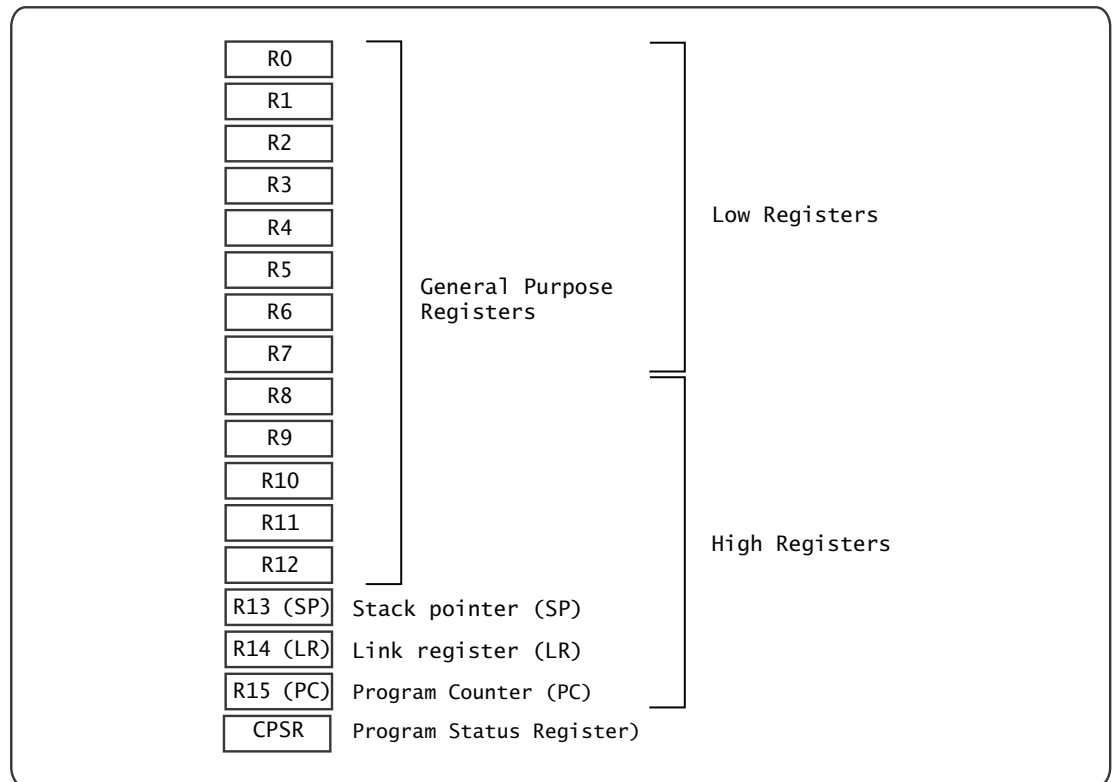 R0
R1
R2
R3
R4
R5
R6
R7
R8
R9
R10
R11
R12
R13 (SP)
R14 (LR)
R15 (PC)
CPSR
General Purpose
Registers
Stack pointer (SP)
Link register (LR)
Program Counter (PC)
Program Status Register)
Low Registers
High Registers